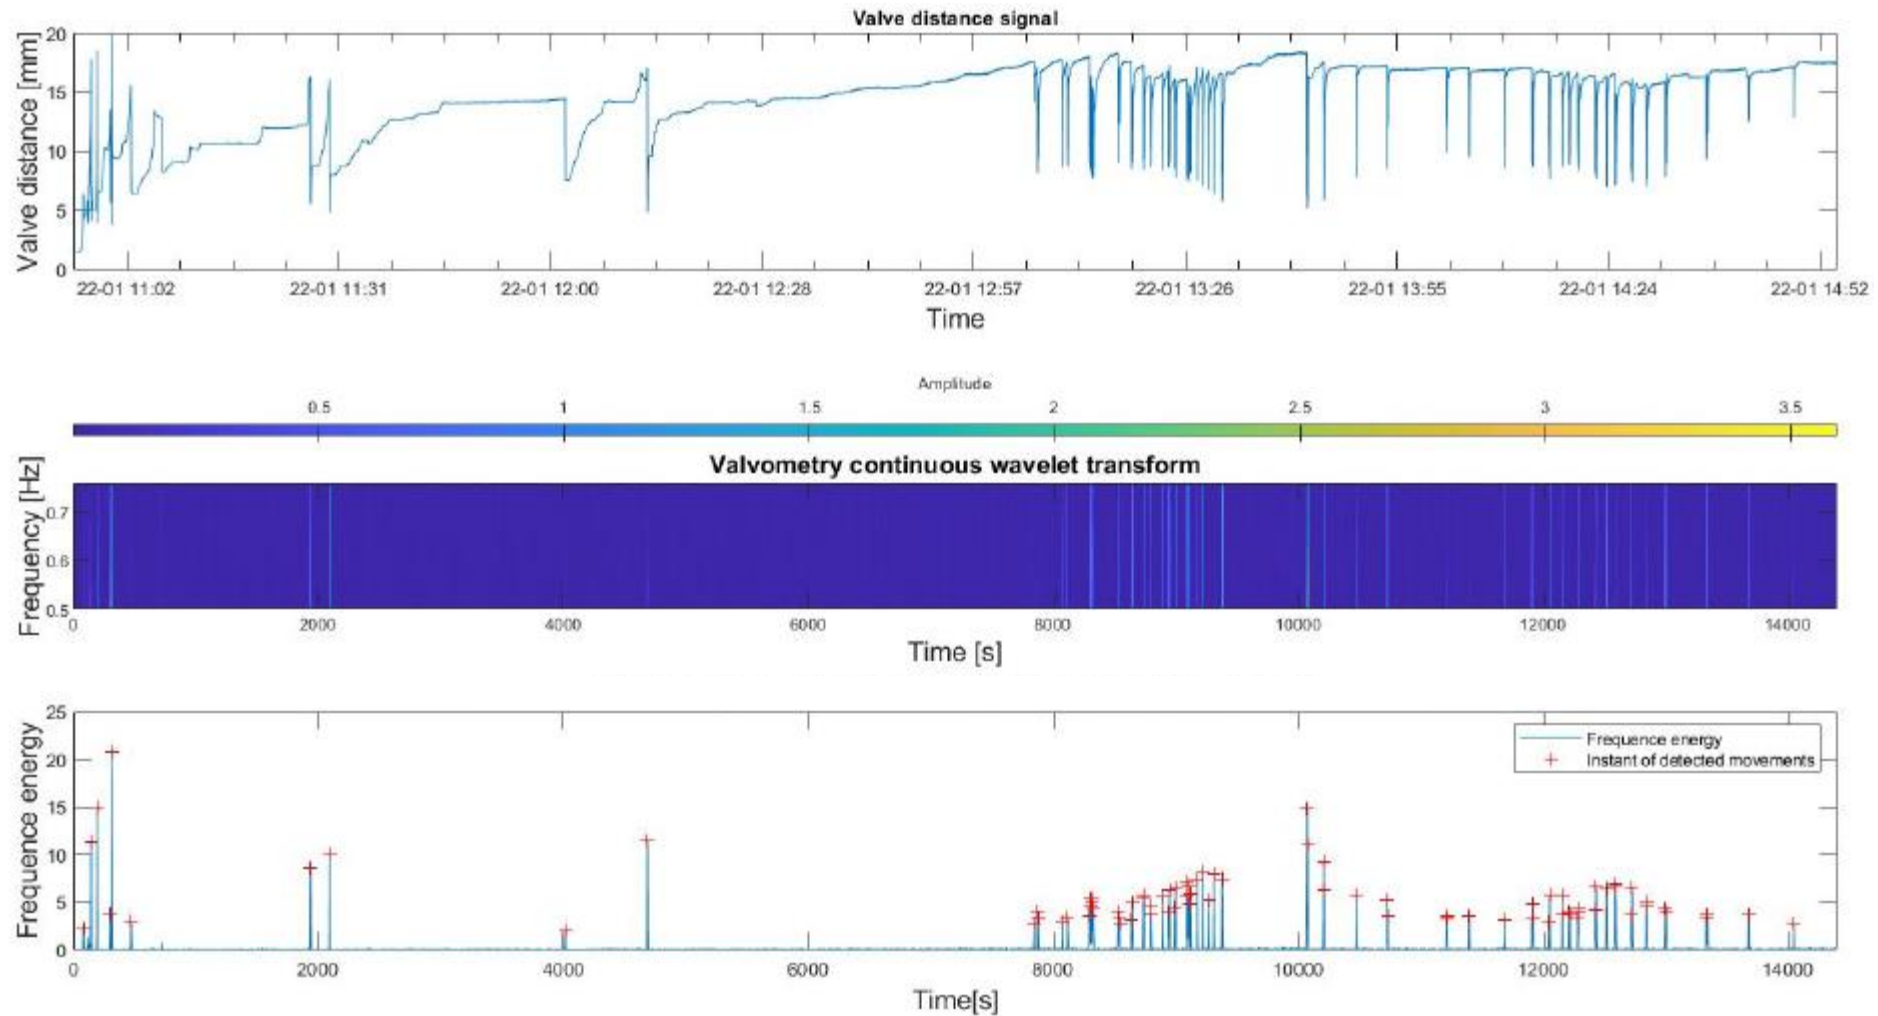 Valve distance signal
Valve distance [mm]
20
15
10
5
0
22-01 11:02 22-01 11:31 22-01 12:00 22-01 12:28 22-01 12:57 22-01 13:26 22-01 13:55 22-01 14:24 22-01 14:52
Time
Amplitude
0.5 1 1.5 2 2.5 3 3.5
Valvometry continuous wavelet transform
Frequency [Hz]
0.7
0.6
0.5
0 2000 4000 6000 8000 10000 12000 14000
Time [s]
Frequence energy
25
20
15
10
5
0
Frequence energy
Instant of detected movements
0 2000 4000 6000 8000 10000 12000 14000
Time[s]